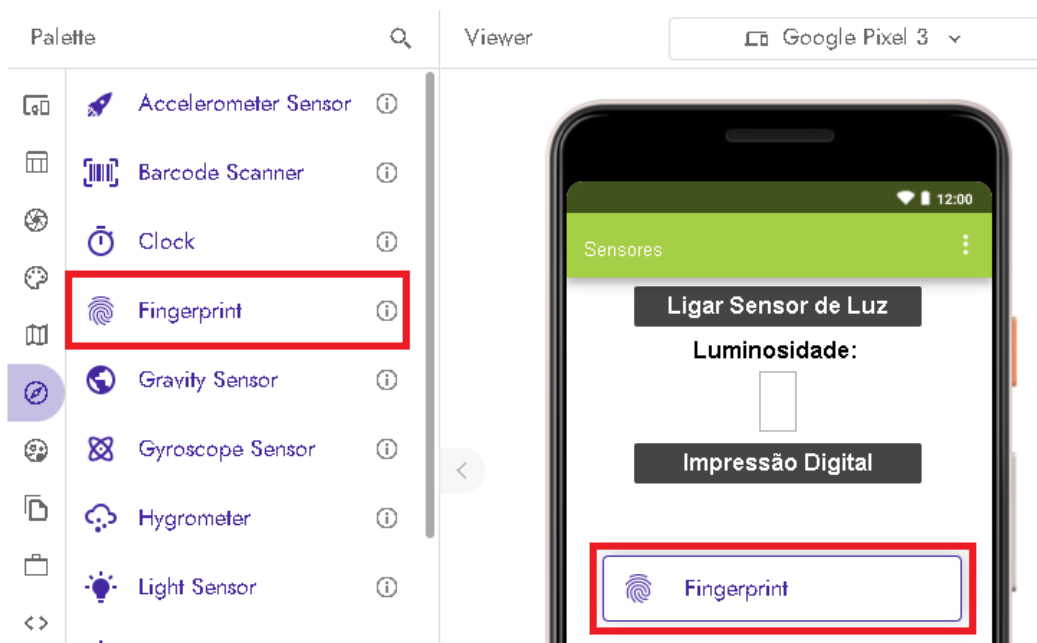 Palette
Viewer
Google Pixel 3
Accelerometer Sensor
Barcode Scanner
Clock
Fingerprint
Gravity Sensor
Gyroscope Sensor
Hygrometer
Light Sensor
12:00
Sensores
Ligar Sensor de Luz
Luminosidade:
Impressão Digital
Fingerprint